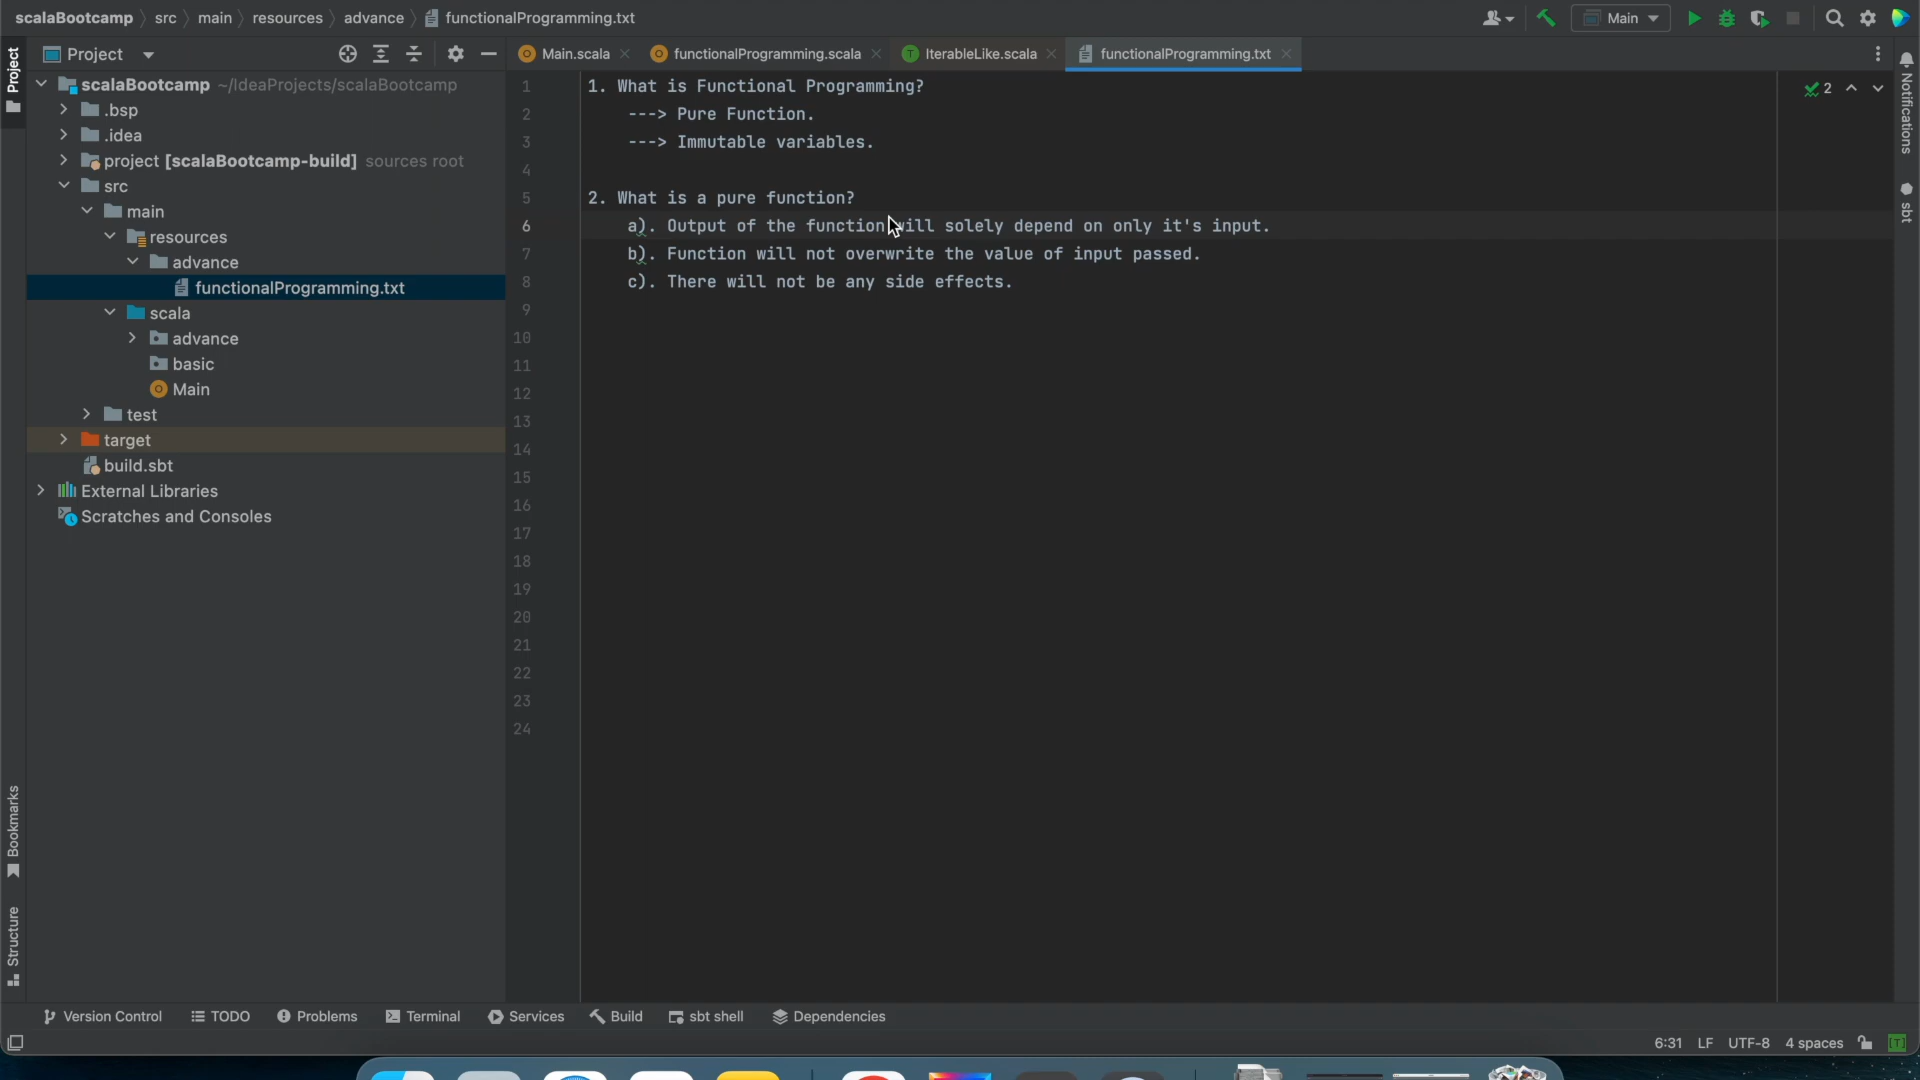 scalaBootcamp > src > main > resources > advance > functionalProgramming.txt
Main
Project
Main.scala
functionalProgramming.scala
IterableLike.scala
functionalProgramming.txt
Project
scalaBootcamp ~/IdeaProjects/scalaBootcamp
.bsp
.idea
project [scalaBootcamp-build] sources root
src
main
resources
advance
functionalProgramming.txt
scala
advance
basic
Main
test
target
build.sbt
External Libraries
Scratches and Consoles
1 1. What is Functional Programming?
2 ---> Pure Function.
3 ---> Immutable variables.
4
5 2. What is a pure function?
6 a). Output of the function will solely depend on only it's input.
7 b). Function will not overwrite the value of input passed.
8 c). There will not be any side effects.
9
10
11
12
13
14
15
16
17
18
19
20
21
22
23
24
2
Notifications
sbt
Bookmarks
Structure
Version Control
TODO
Problems
Terminal
Services
Build
sbt shell
Dependencies
6:31 LF UTF-8 4 spaces
[T]